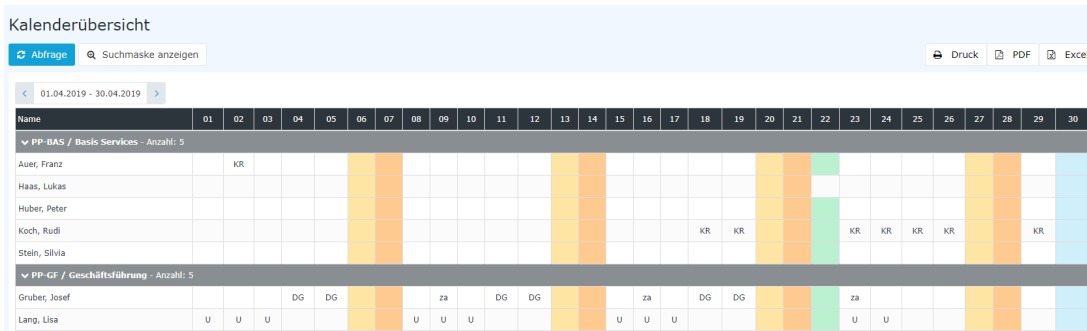 Kalenderübersicht
Abfrage Suchmaske anzeigen Druck PDF Excel
01.04.2019 - 30.04.2019
Name 01 02 03 04 05 06 07 08 09 10 11 12 13 14 15 16 17 18 19 20 21 22 23 24 25 26 27 28 29 30
PP-BAS / Basis Services - Anzahl: 5
Auer, Franz KR
Haas, Lukas
Huber, Peter
Koch, Rudi KR KR KR KR KR KR KR
Stein, Silvia
PP-GF / Geschäftsführung - Anzahl: 5
Gruber, Josef DG DG za DG DG za DG DG za
Lang, Lisa U U U U U U U U U U U